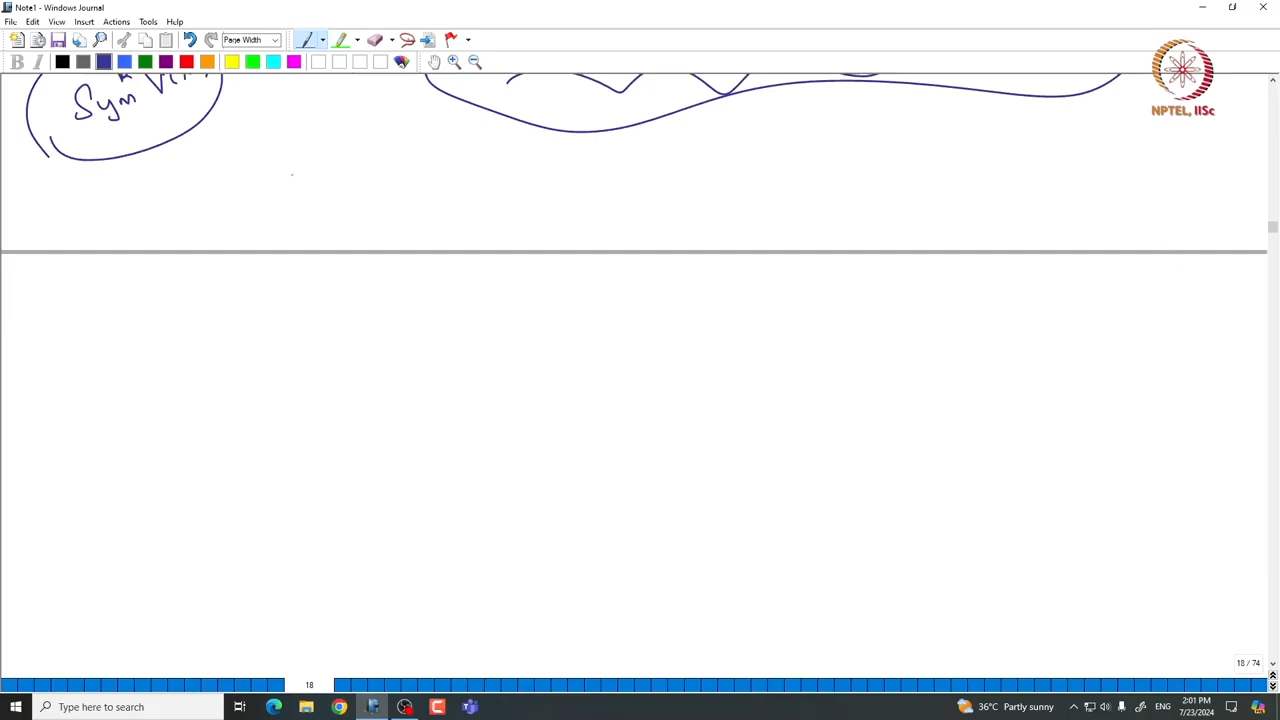 Note1 - Windows Journal
File Edit View Insert Actions Tools Help
Page Width
B I
Sym
NPTEL, IISc
18 / 74
18
Type here to search
36°C Partly sunny
ENG
2:01 PM
7/23/2024